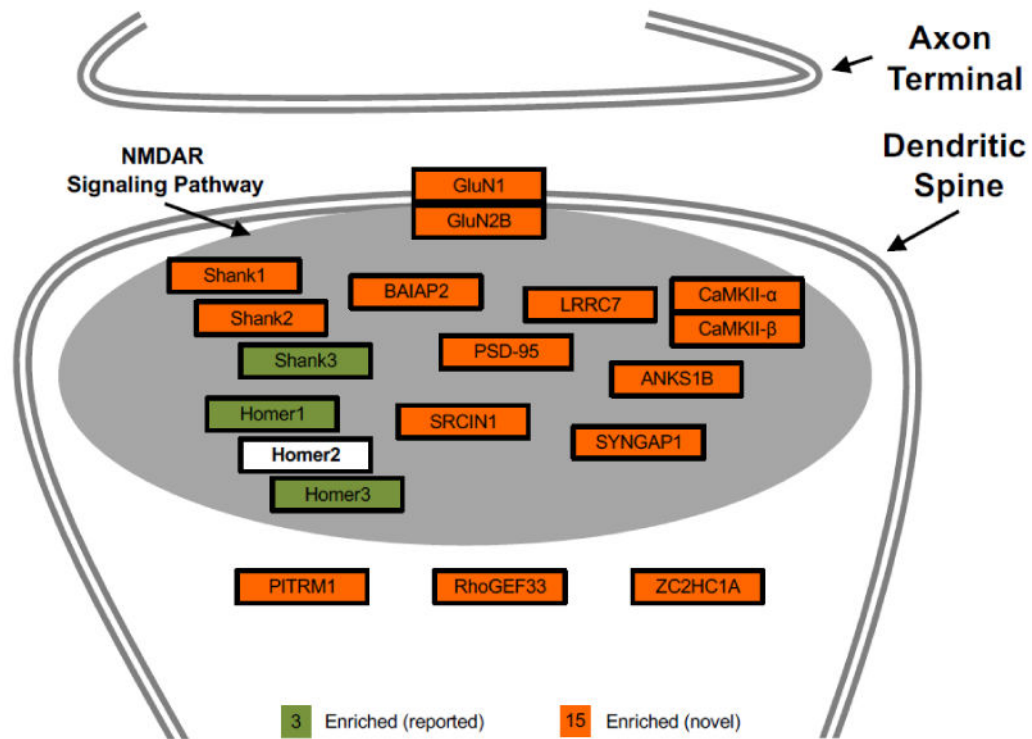 Axon
Terminal
NMDAR
Signaling Pathway
Dendritic
Spine
GluN1
GluN2B
Shank1
BAIAP2
LRRC7
CaMKII-α
Shank2
CaMKII-β
Shank3
PSD-95
ANKS1B
Homer1
SRCIN1
SYNGAP1
Homer2
Homer3
PITRM1
RhoGEF33
ZC2HC1A
3 Enriched (reported)
15 Enriched (novel)